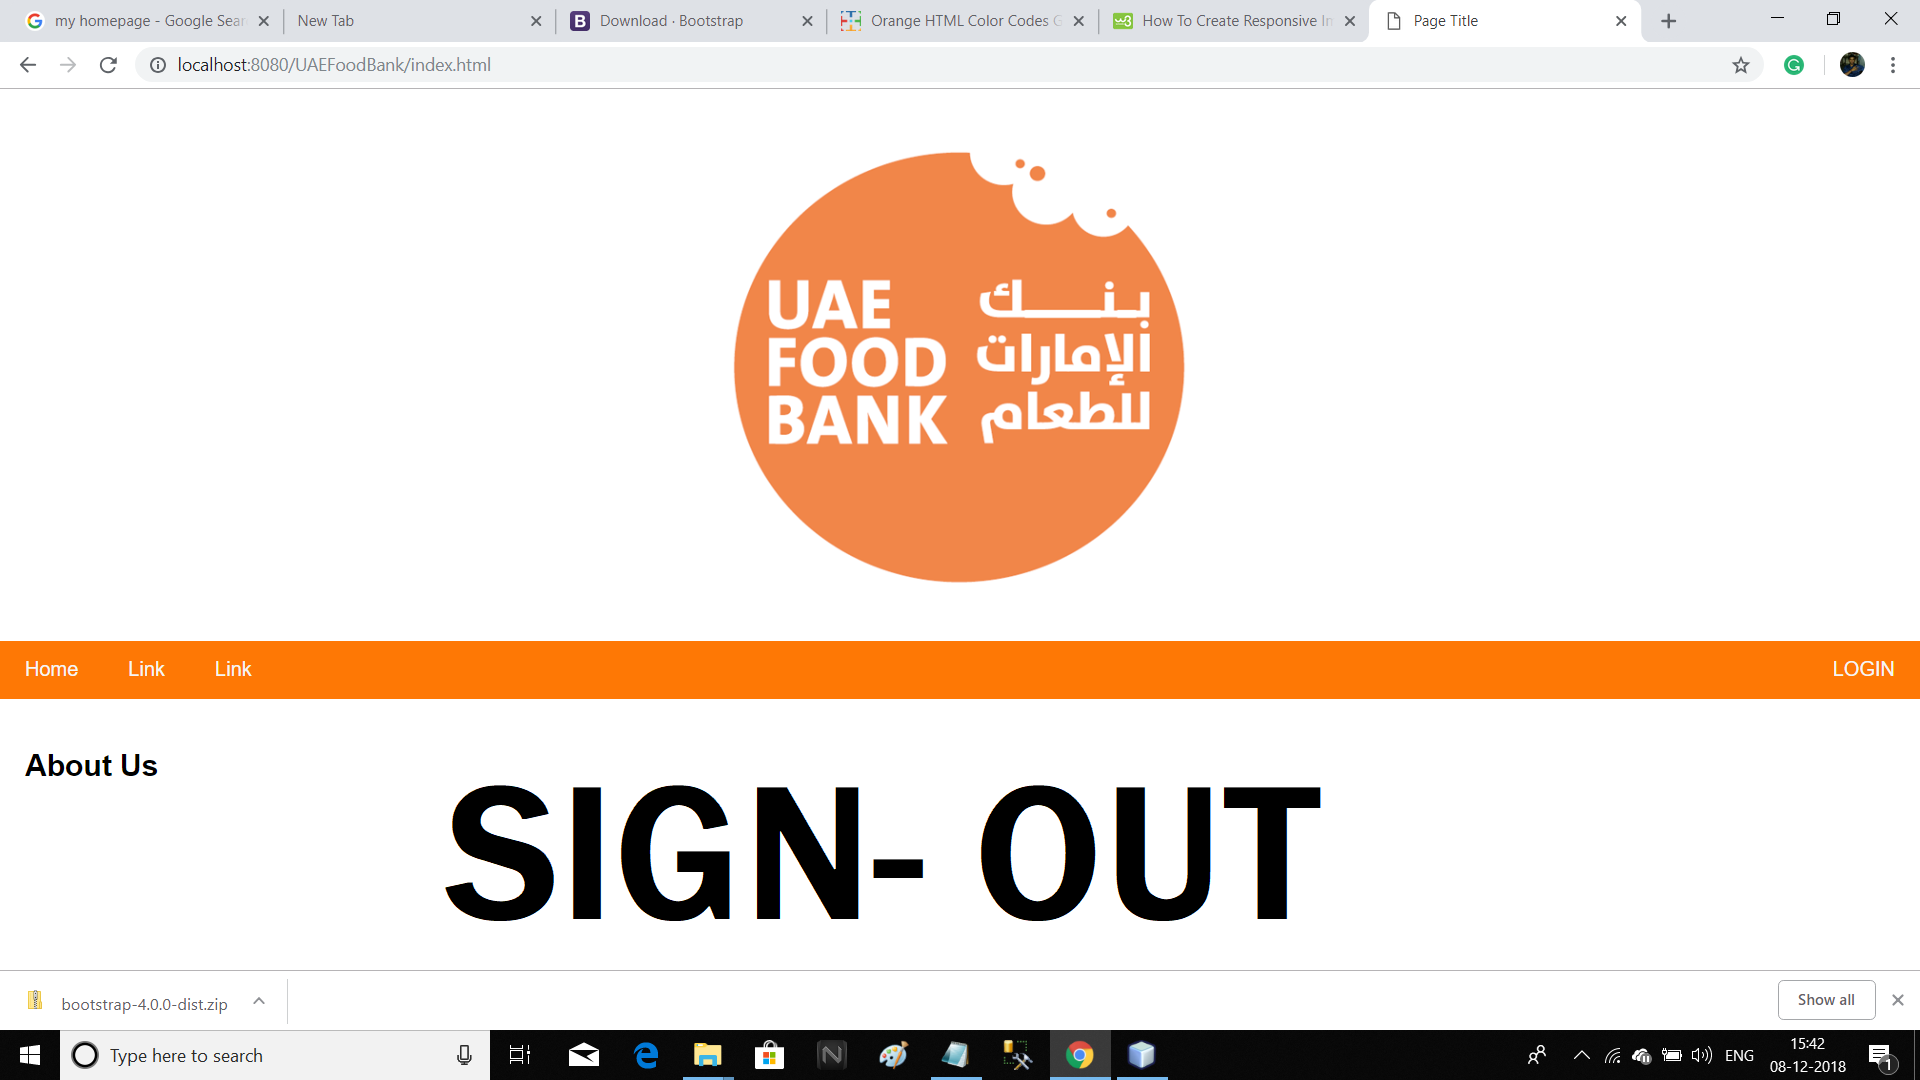 my homepage - Google Sear
New Tab
Download · Bootstrap
Orange HTML Color Codes G
How To Create Responsive Im
Page Title
localhost:8080/UAEFoodBank/index.html
UAE
FOOD
BANK
بنك
الإمارات
للطعام
Home
Link
Link
LOGIN
About Us
SIGN- OUT
bootstrap-4.0.0-dist.zip
Show all
Type here to search
ENG
15:42
08-12-2018
1